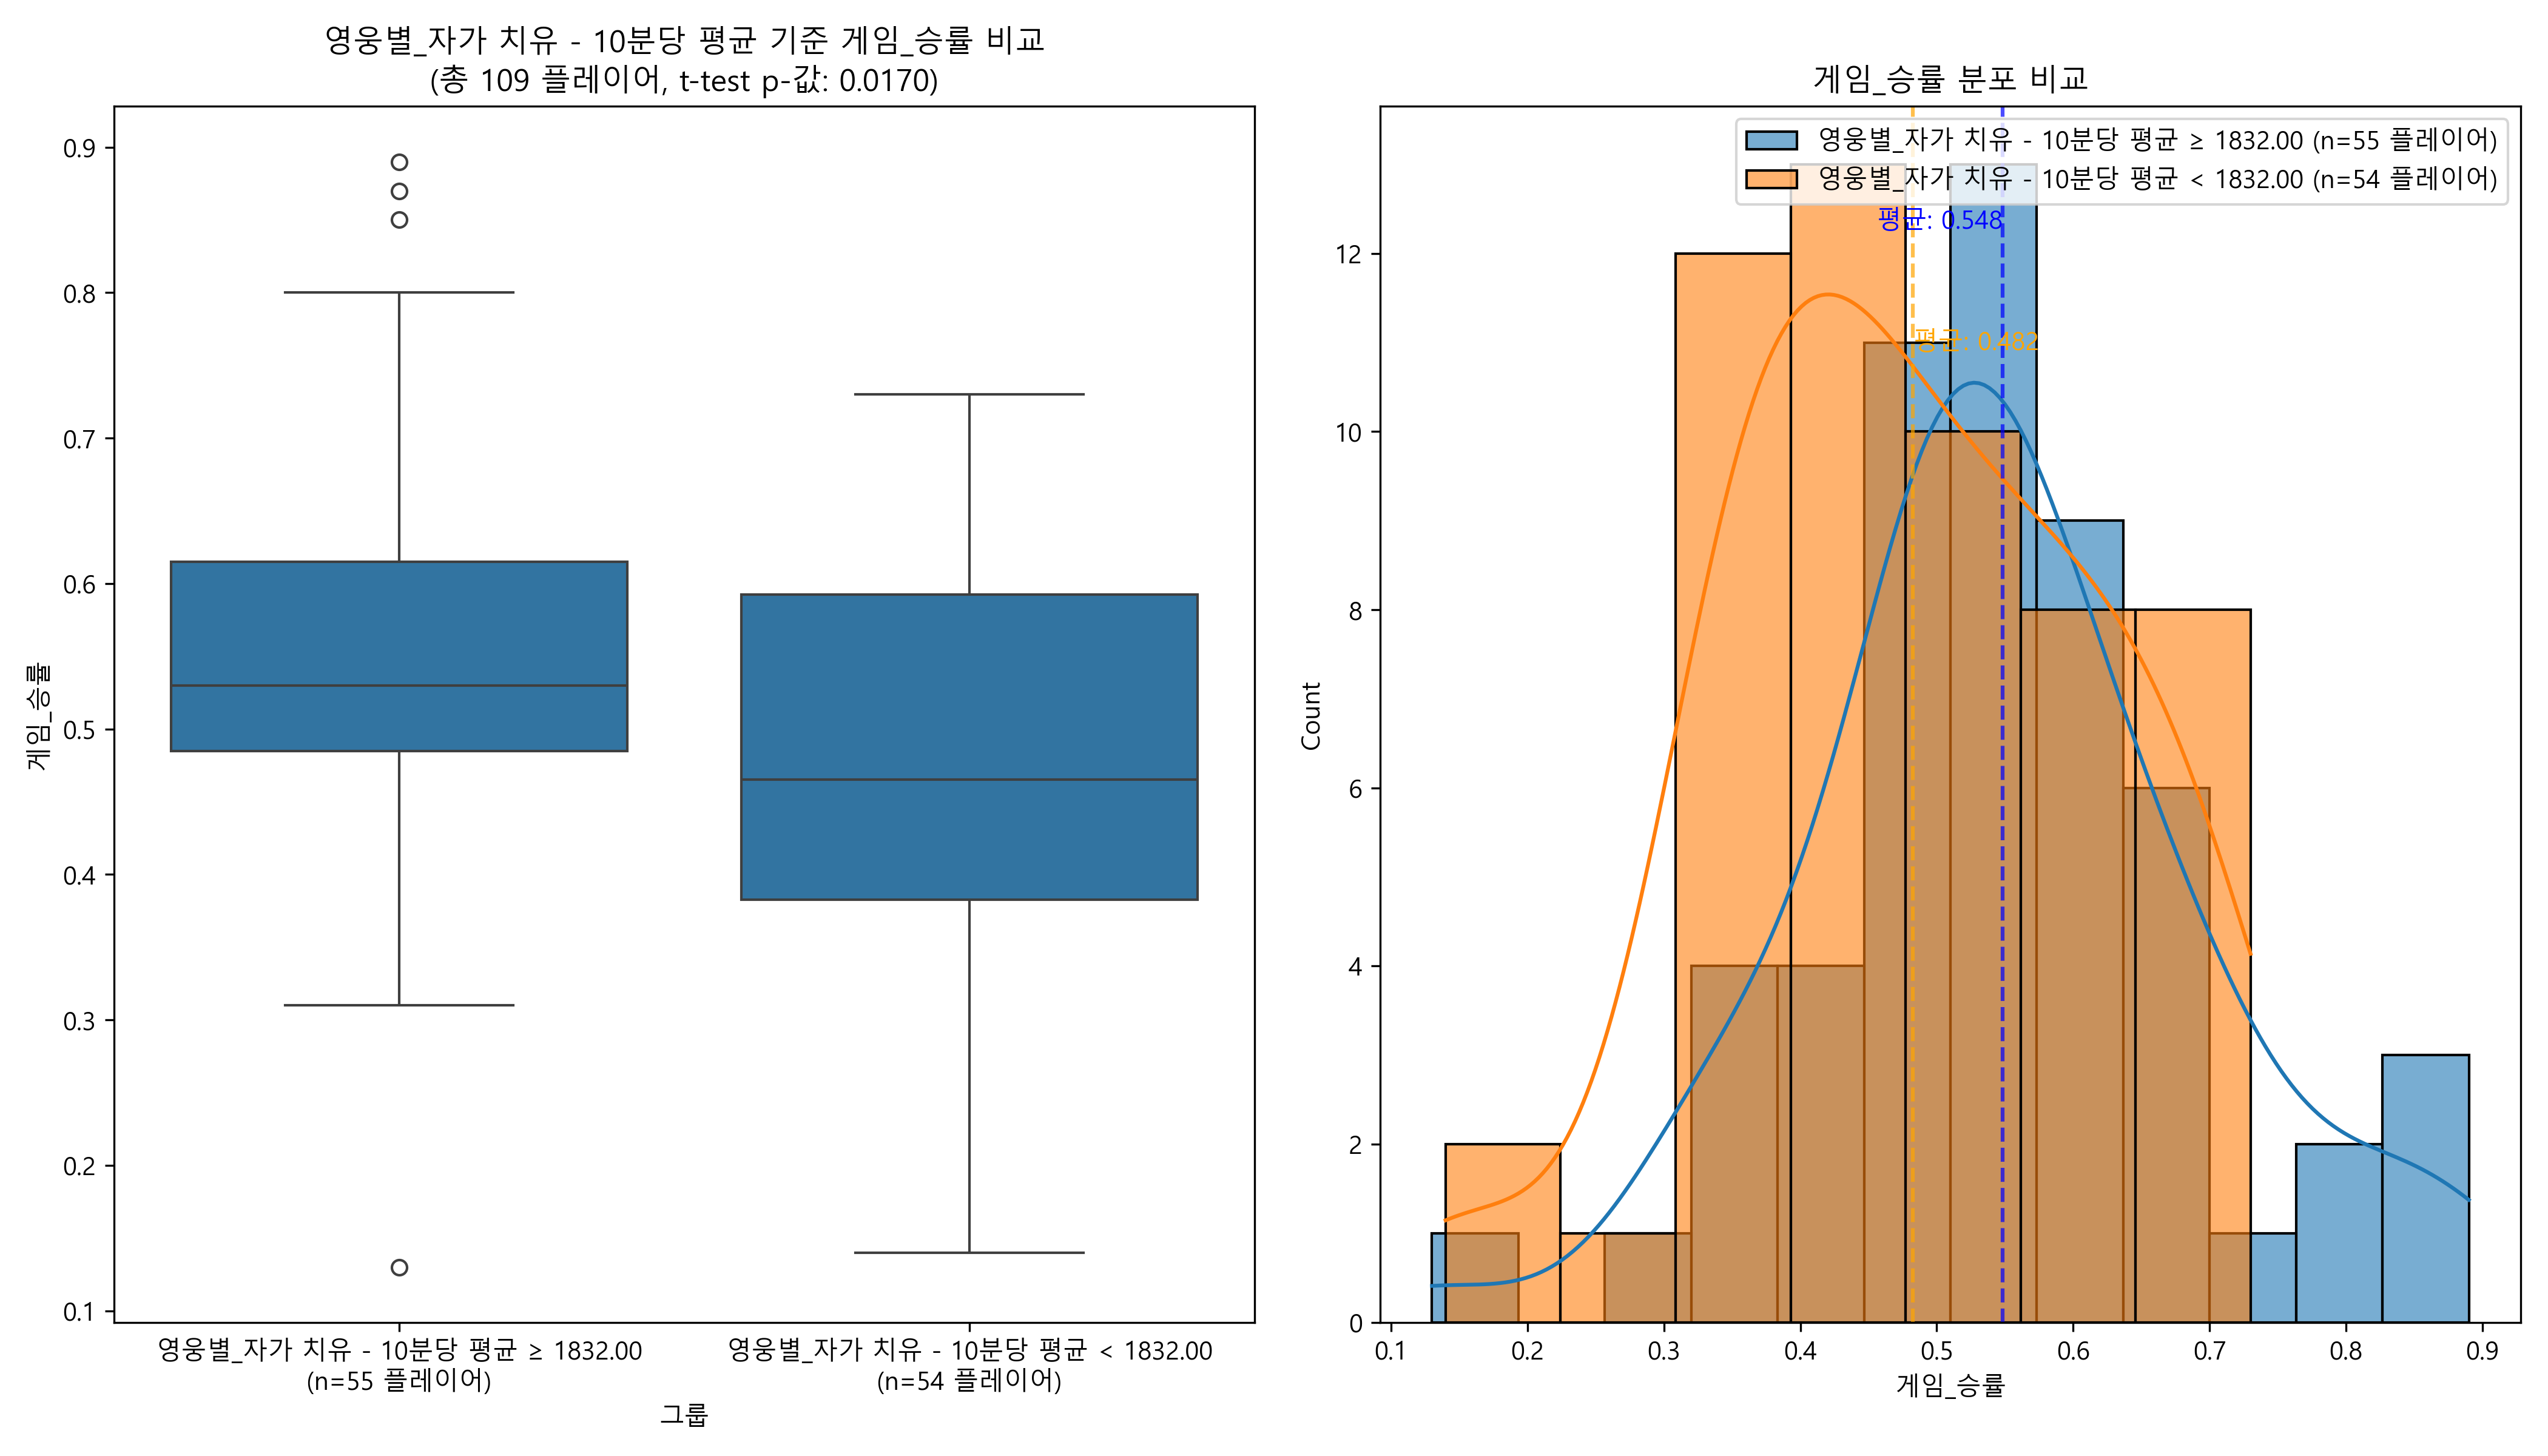 영웅별_자가 치유 - 10분당 평균 기준 게임_승률 비교
(총 109 플레이어, t-test p-값: 0.0170)
게임_승률
0.9
0.8
0.7
0.6
0.5
0.4
0.3
0.2
0.1
영웅별_자가 치유 - 10분당 평균 ≥ 1832.00
(n=55 플레이어)
영웅별_자가 치유 - 10분당 평균 < 1832.00
(n=54 플레이어)
그룹
게임_승률 분포 비교
영웅별_자가 치유 - 10분당 평균 ≥ 1832.00 (n=55 플레이어)
영웅별_자가 치유 - 10분당 평균 < 1832.00 (n=54 플레이어)
평균: 0.548
평균: 0.482
Count
12
10
8
6
4
2
0
0.1
0.2
0.3
0.4
0.5
0.6
0.7
0.8
0.9
게임_승률